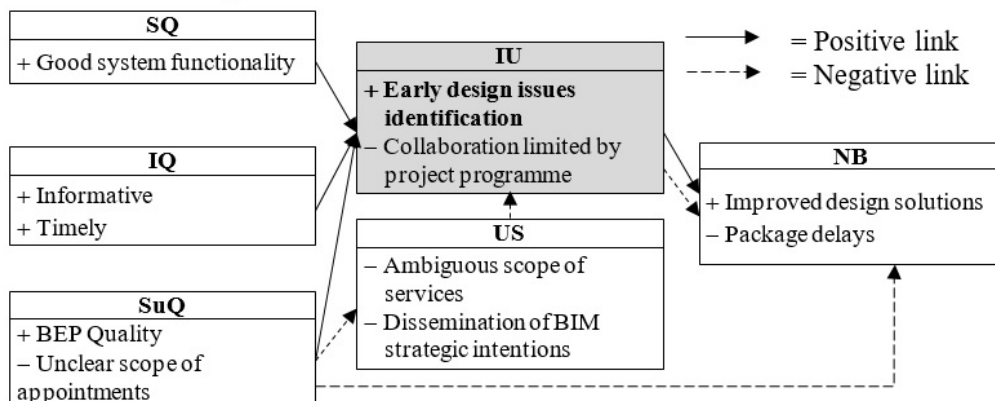 SQ
+ Good system functionality
IQ
+ Informative
+ Timely
SuQ
+ BEP Quality
– Unclear scope of
appointments
IU
+ Early design issues
identification
– Collaboration limited by
project programme
US
– Ambiguous scope of
services
– Dissemination of BIM
strategic intentions
= Positive link
= Negative link
NB
+ Improved design solutions
– Package delays